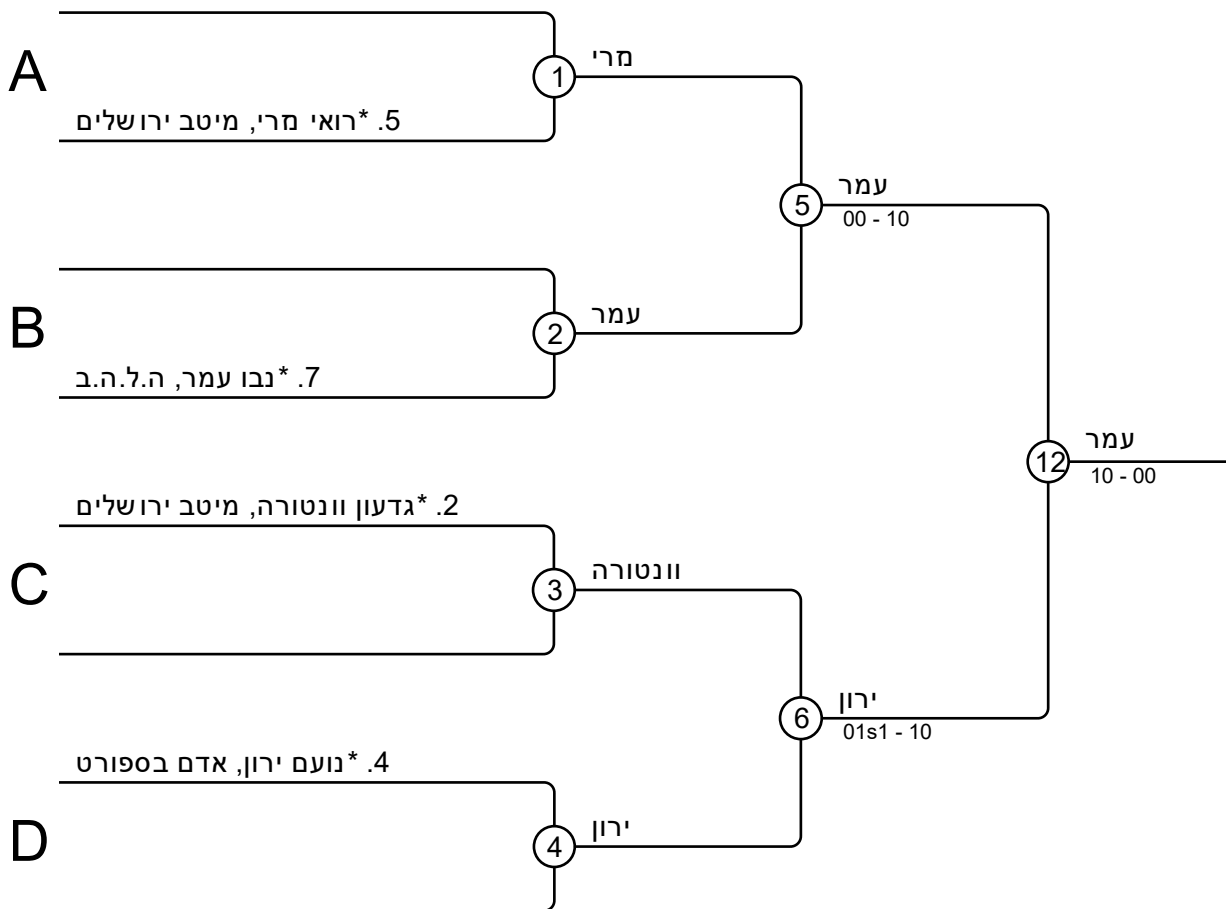 A
1
מרי
5. *רואי מרי, מיטב ירושלים
5
עמר
00 - 10
B
2
עמר
7. *נבו עמר, ה.ל.ה.ב
12
עמר
10 - 00
2. *גדעון וונטורה, מיטב ירושלים
C
3
וונטורה
6
ירון
01s1 - 10
4. *נועם ירון, אדם בספורט
D
4
ירון